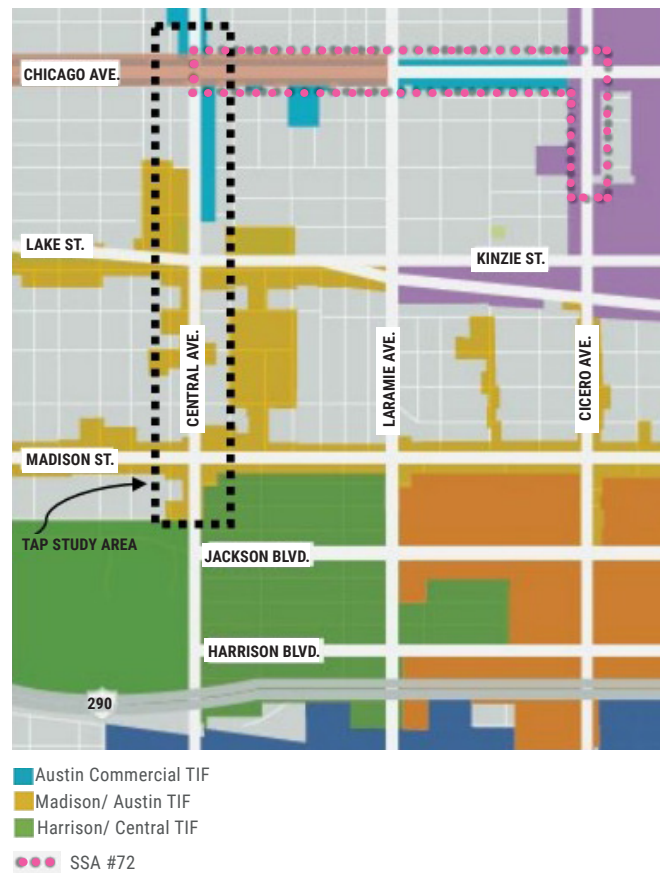 CHICAGO AVE.
LAKE ST.
KINZIE ST.
CENTRAL AVE.
LARAMIE AVE.
CICERO AVE.
MADISON ST.
TAP STUDY AREA
JACKSON BLVD.
HARRISON BLVD.
290
Austin Commercial TIF
Madison/ Austin TIF
Harrison/ Central TIF
SSA #72